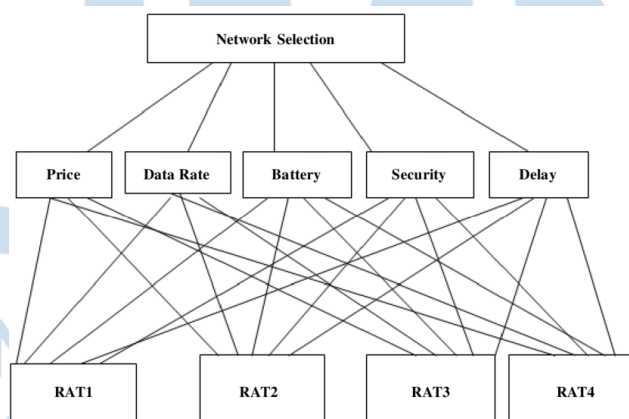 Network Selection
Price
Data Rate
Battery
Security
Delay
RAT1
RAT2
RAT3
RAT4